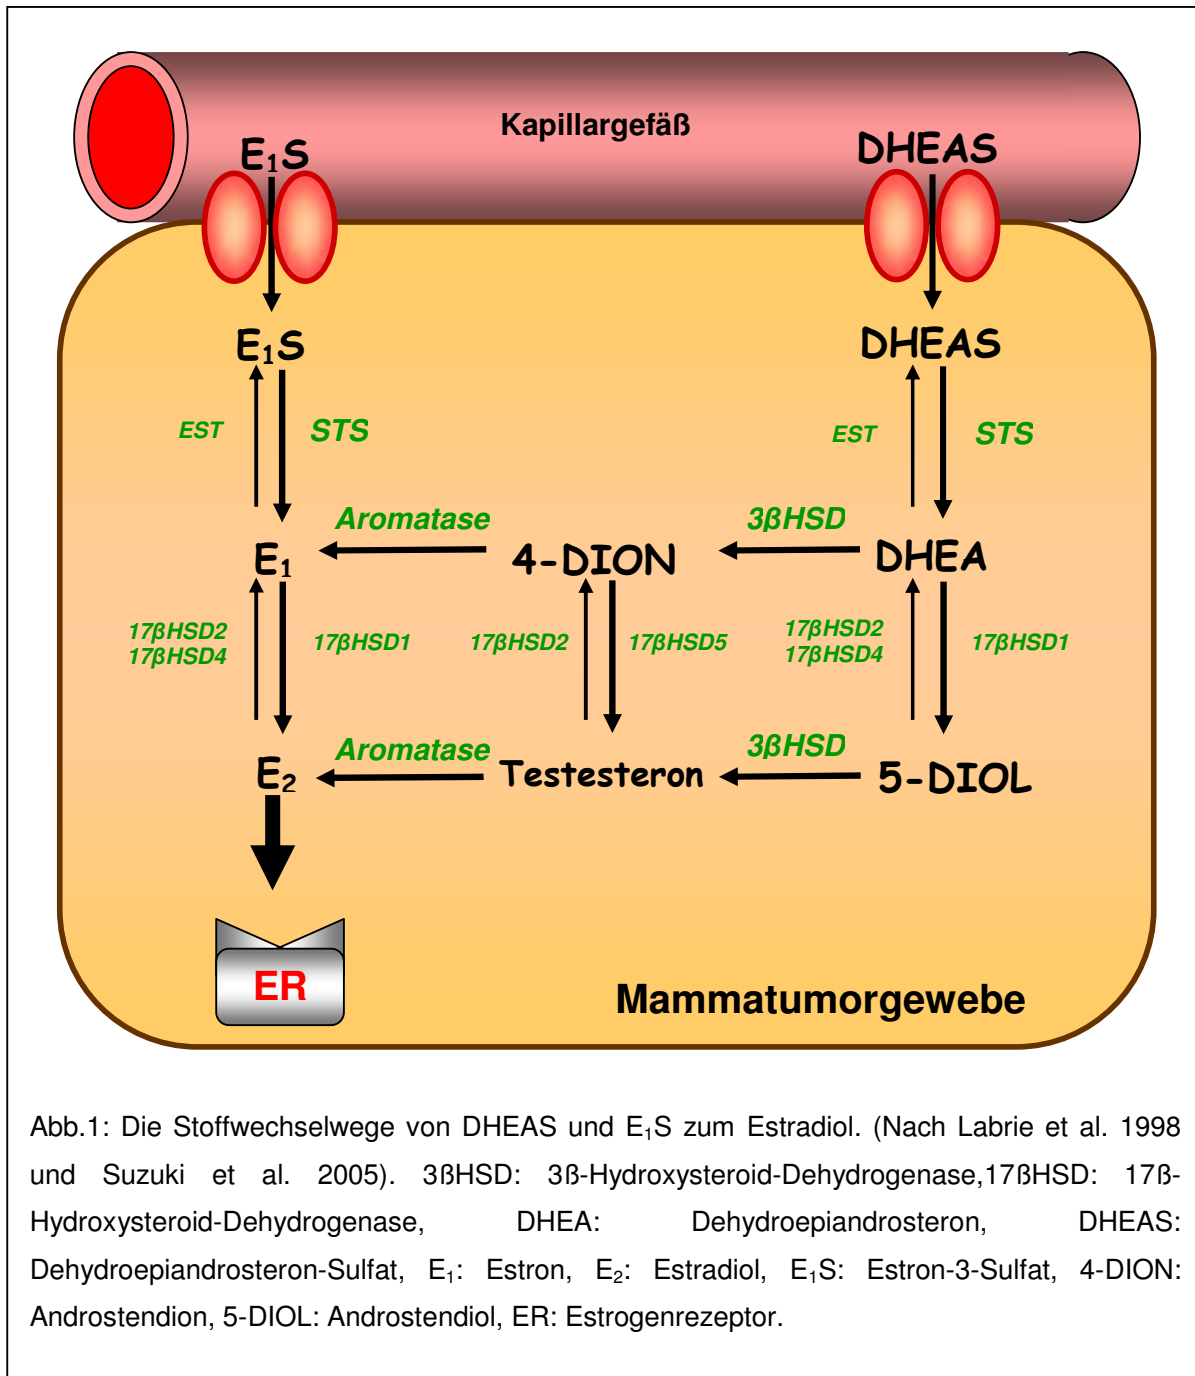 Kapillargefäß
E₁S DHEAS
E₁S DHEAS
EST STS EST STS
Aromatase 3βHSD
E₁ 4-DION DHEA
17βHSD2 17βHSD4 17βHSD1 17βHSD2 17βHSD5 17βHSD2 17βHSD4 17βHSD1
Aromatase 3βHSD
E₂ Testesteron 5-DIOL
ER
Mammatumorgewebe
Abb.1: Die Stoffwechselwege von DHEAS und E₁S zum Estradiol. (Nach Labrie et al. 1998
und Suzuki et al. 2005). 3ßHSD: 3ß-Hydroxysteroid-Dehydrogenase,17ßHSD: 17ß-
Hydroxysteroid-Dehydrogenase, DHEA: Dehydroepiandrosteron, DHEAS:
Dehydroepiandrosteron-Sulfat, E₁: Estron, E₂: Estradiol, E₁S: Estron-3-Sulfat, 4-DION:
Androstendion, 5-DIOL: Androstendiol, ER: Estrogenrezeptor.